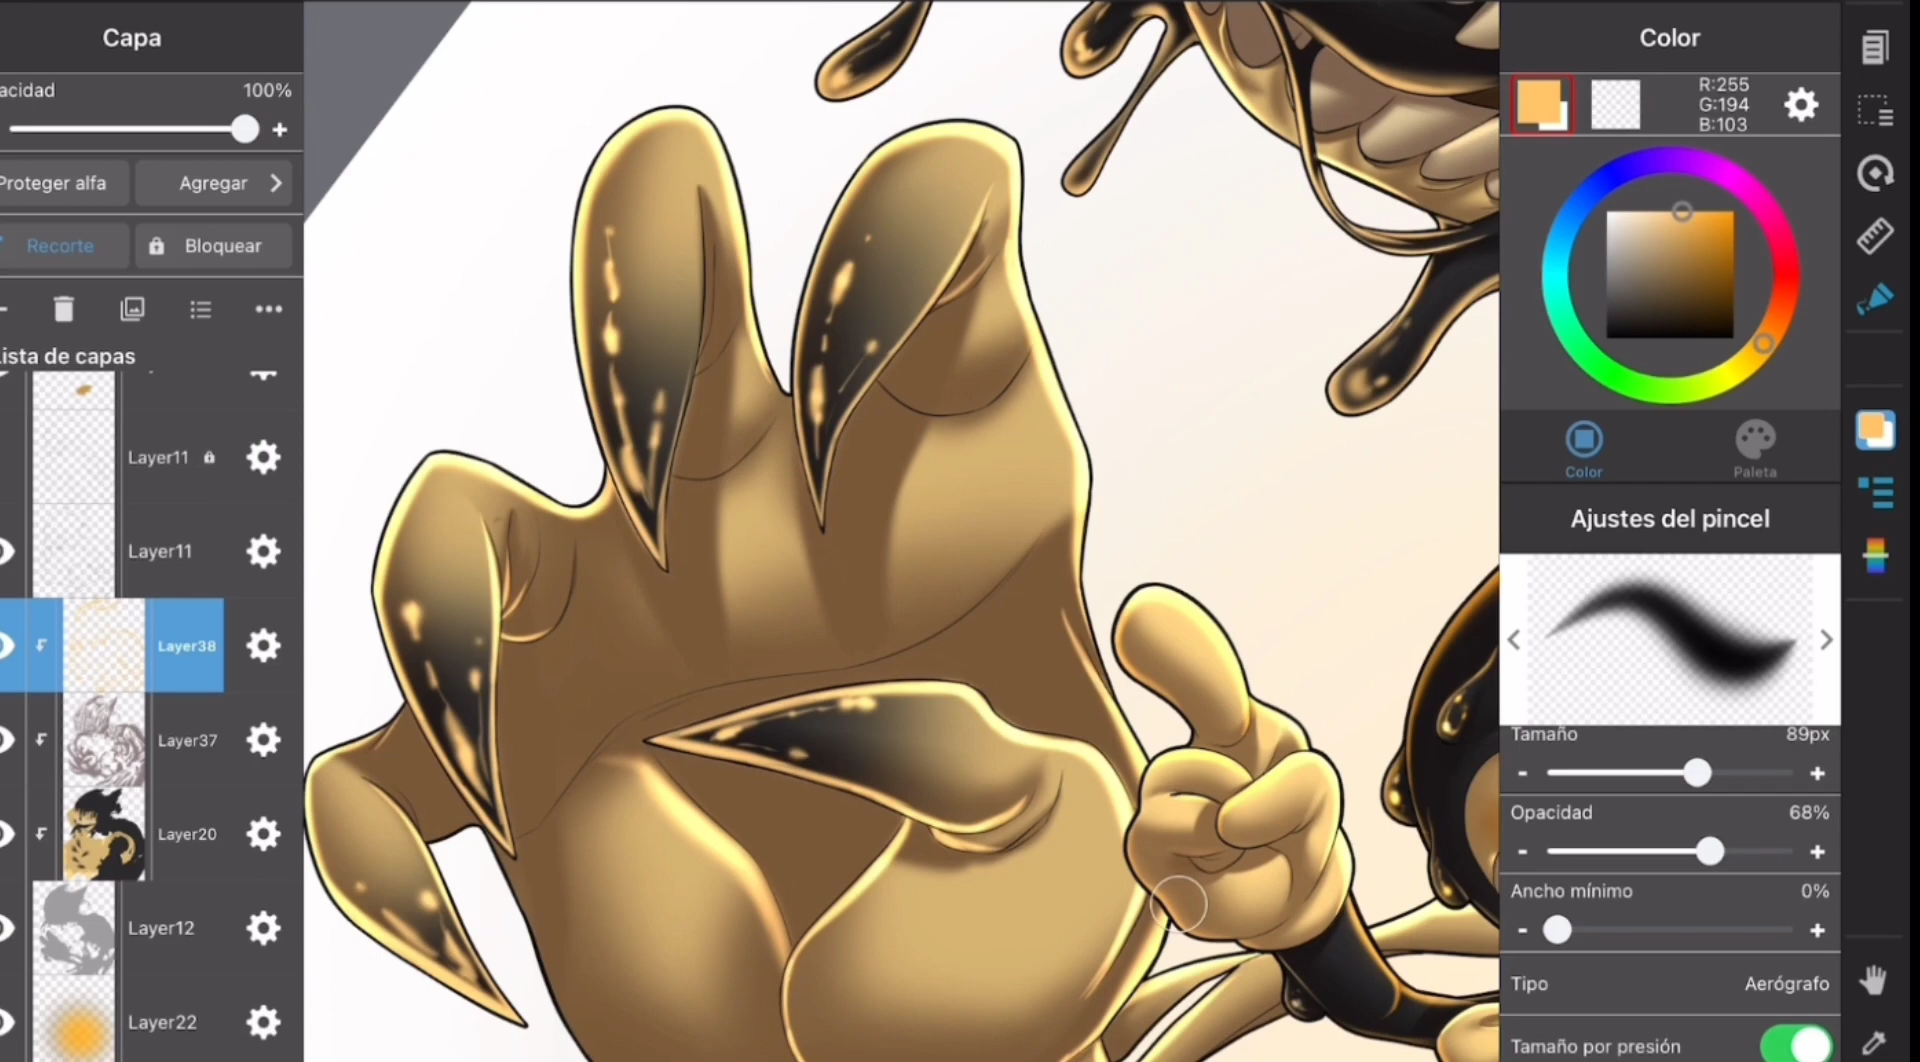 Capa
acidad 100%
+
Proteger alfa
Agregar
Recorte
Bloquear
Lista de capas
Layer11
Layer11
Layer38
Layer37
Layer20
Layer12
Layer22
Color
R:255
G:194
B:103
Color
Paleta
Ajustes del pincel
Tamaño 89px
- +
Opacidad 68%
- +
Ancho mínimo 0%
- +
Tipo Aerógrafo
Tamaño por presión